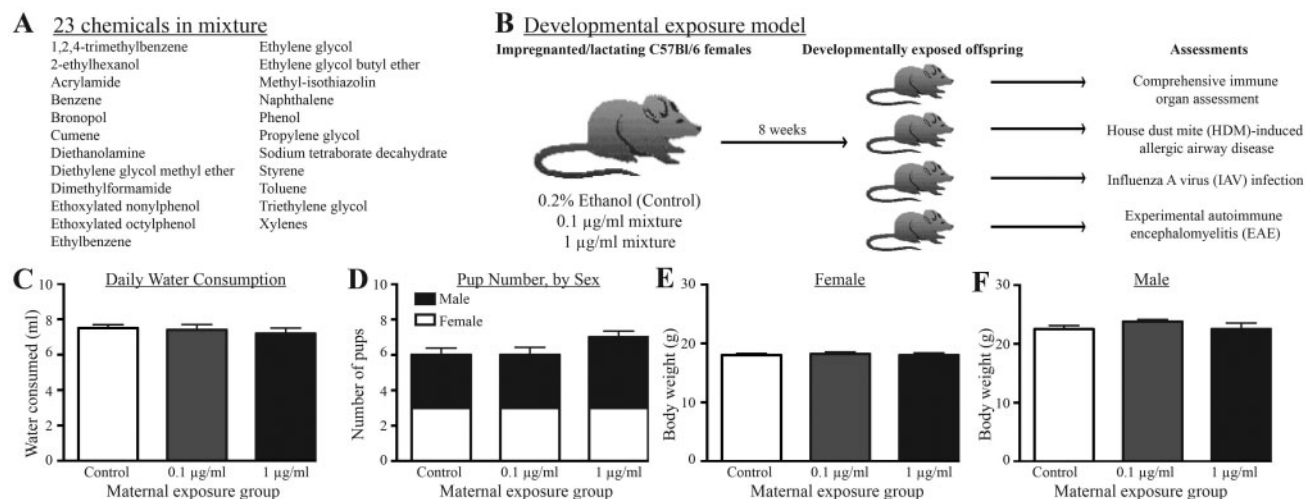 A 23 chemicals in mixture
1,2,4-trimethylbenzene
2-ethylhexanol
Acrylamide
Benzene
Bronopol
Cumene
Diethanolamine
Diethylene glycol methyl ether
Dimethylformamide
Ethoxylated nonylphenol
Ethoxylated octylphenol
Ethylbenzene
Ethylene glycol
Ethylene glycol butyl ether
Methyl-isothiazolin
Naphthalene
Phenol
Propylene glycol
Sodium tetraborate decahydrate
Styrene
Toluene
Triethylene glycol
Xylenes
B Developmental exposure model
Impregnanted/lactating C57Bl/6 females
0.2% Ethanol (Control)
0.1 µg/ml mixture
1 µg/ml mixture
8 weeks
Developmentally exposed offspring
Assessments
Comprehensive immune
organ assessment
House dust mite (HDM)-induced
allergic airway disease
Influenza A virus (IAV) infection
Experimental autoimmune
encephalomyelitis (EAE)
C Daily Water Consumption
Water consumed (ml)
10
8
6
4
2
0
Control 0.1 µg/ml 1 µg/ml
Maternal exposure group
D Pup Number, by Sex
Male
Female
Number of pups
10
8
6
4
2
0
Control 0.1 µg/ml 1 µg/ml
Maternal exposure group
E Female
Body weight (g)
30
20
10
0
Control 0.1 µg/ml 1 µg/ml
Maternal exposure group
F Male
Body weight (g)
30
20
10
0
Control 0.1 µg/ml 1 µg/ml
Maternal exposure group